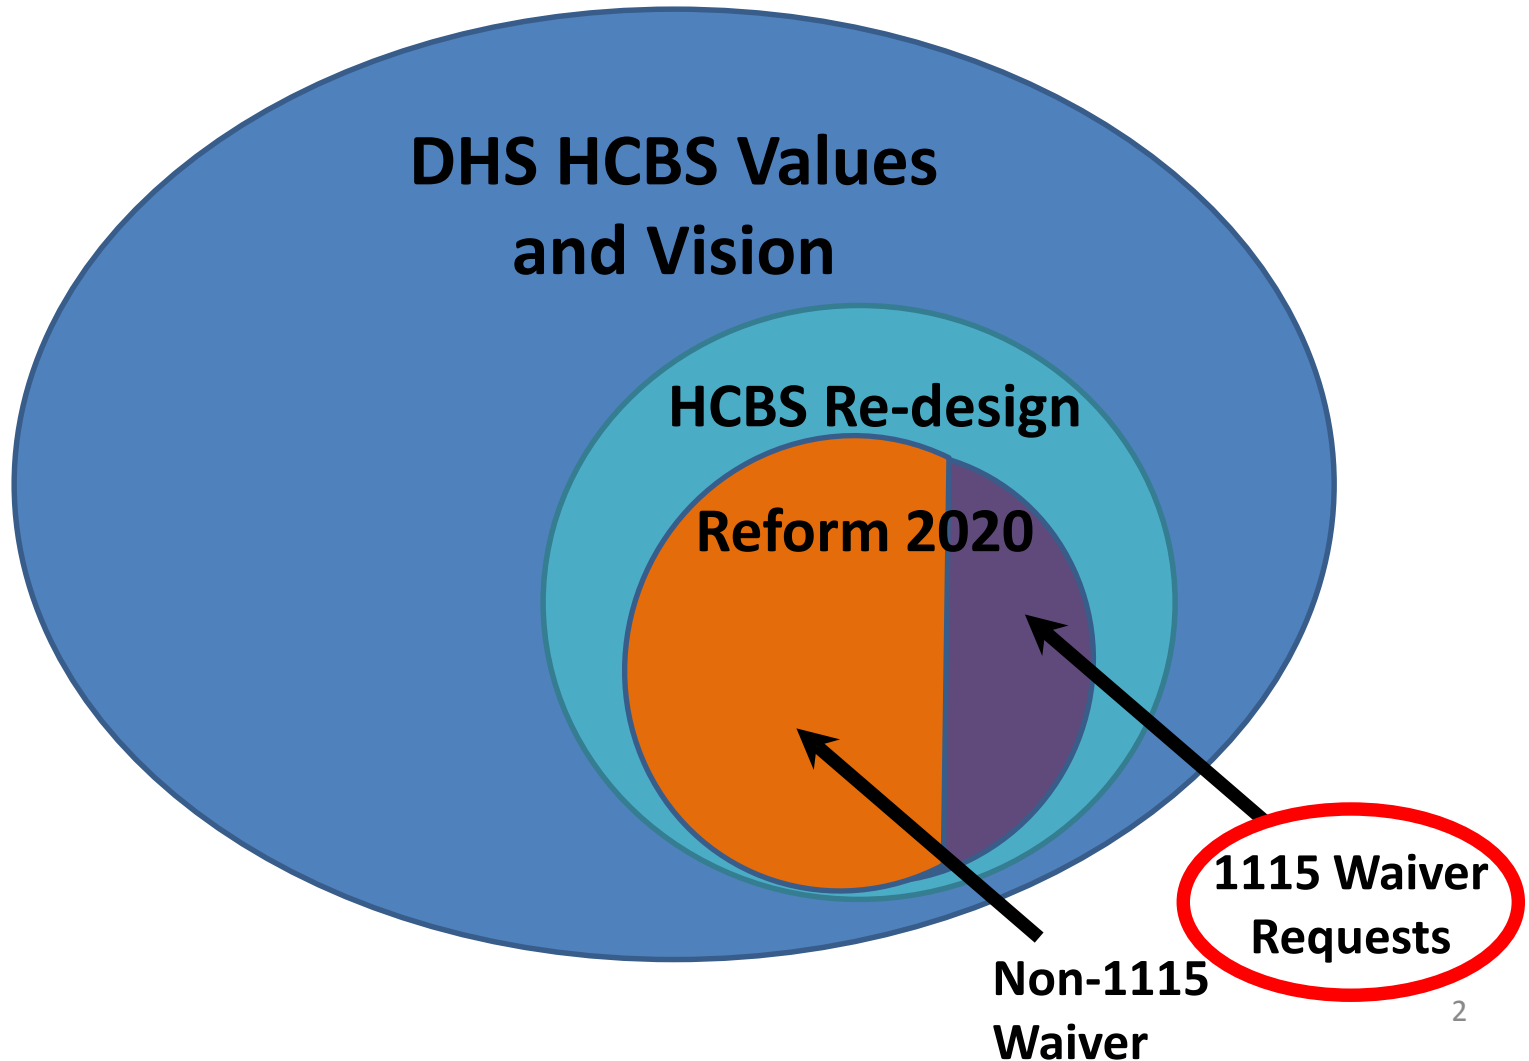 DHS HCBS Values
and Vision
HCBS Re-design
Reform 2020
1115 Waiver
Requests
Non-1115
Waiver
2